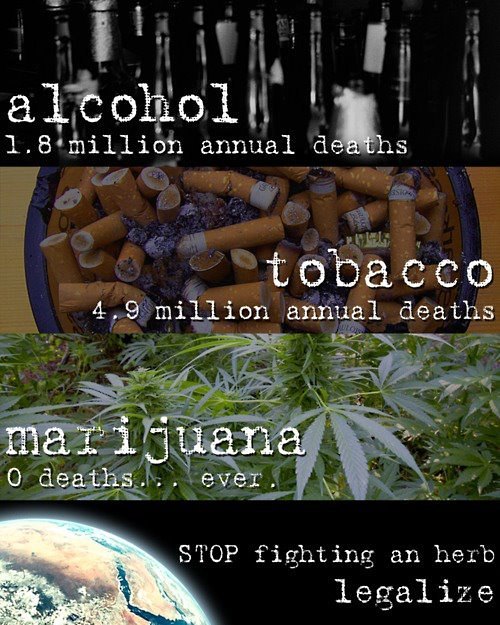 alcohol
1.8 million annual deaths
tobacco
4.9 million annual deaths
marijuana
0 deaths... ever.
STOP fighting an herb
legalize